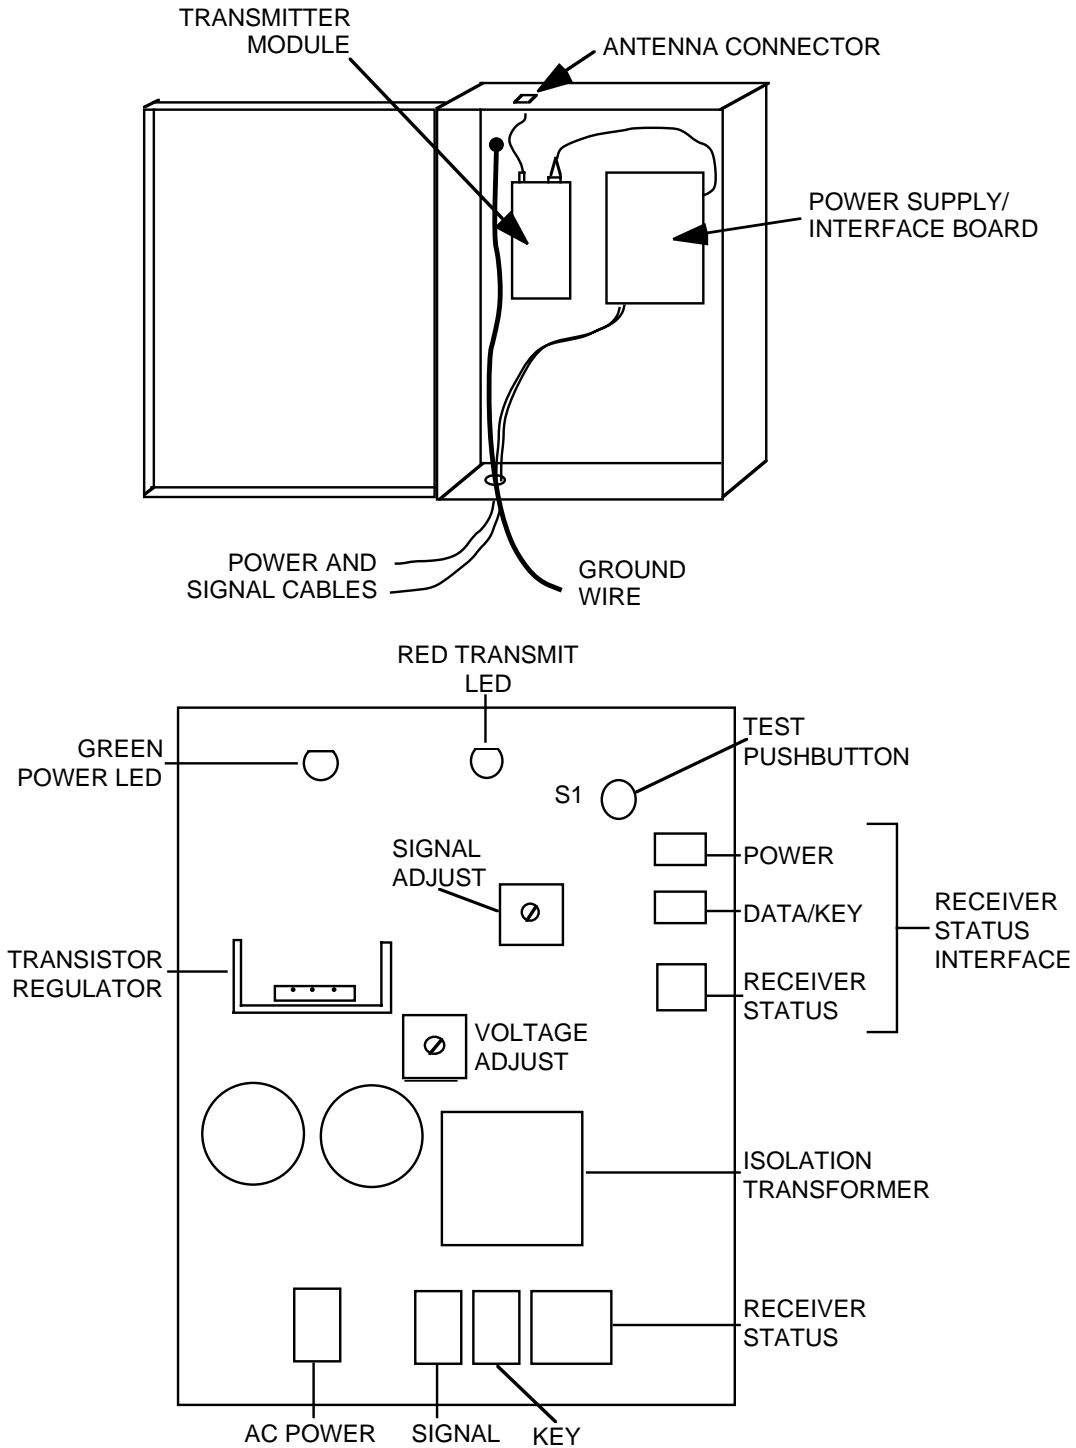 TRANSMITTER
MODULE
ANTENNA CONNECTOR
POWER SUPPLY/
INTERFACE BOARD
POWER AND
SIGNAL CABLES
GROUND
WIRE
RED TRANSMIT
LED
GREEN
POWER LED
TEST
PUSHBUTTON
S1
SIGNAL
ADJUST
POWER
DATA/KEY
RECEIVER
STATUS
RECEIVER
STATUS
INTERFACE
TRANSISTOR
REGULATOR
VOLTAGE
ADJUST
ISOLATION
TRANSFORMER
RECEIVER
STATUS
AC POWER
SIGNAL
KEY